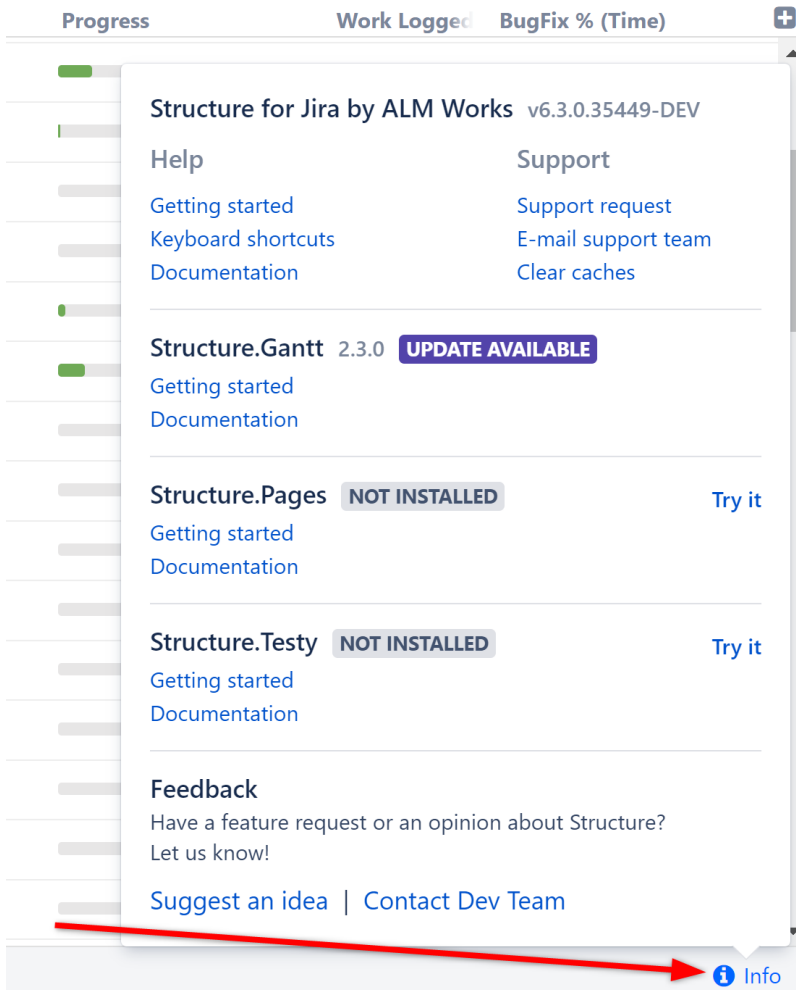 Progress Work Logged BugFix % (Time)
Structure for Jira by ALM Works v6.3.0.35449-DEV
Help
Getting started
Keyboard shortcuts
Documentation
Support
Support request
E-mail support team
Clear caches
Structure.Gantt 2.3.0 UPDATE AVAILABLE
Getting started
Documentation
Structure.Pages NOT INSTALLED Try it
Getting started
Documentation
Structure.Testy NOT INSTALLED Try it
Getting started
Documentation
Feedback
Have a feature request or an opinion about Structure?
Let us know!
Suggest an idea | Contact Dev Team
Info